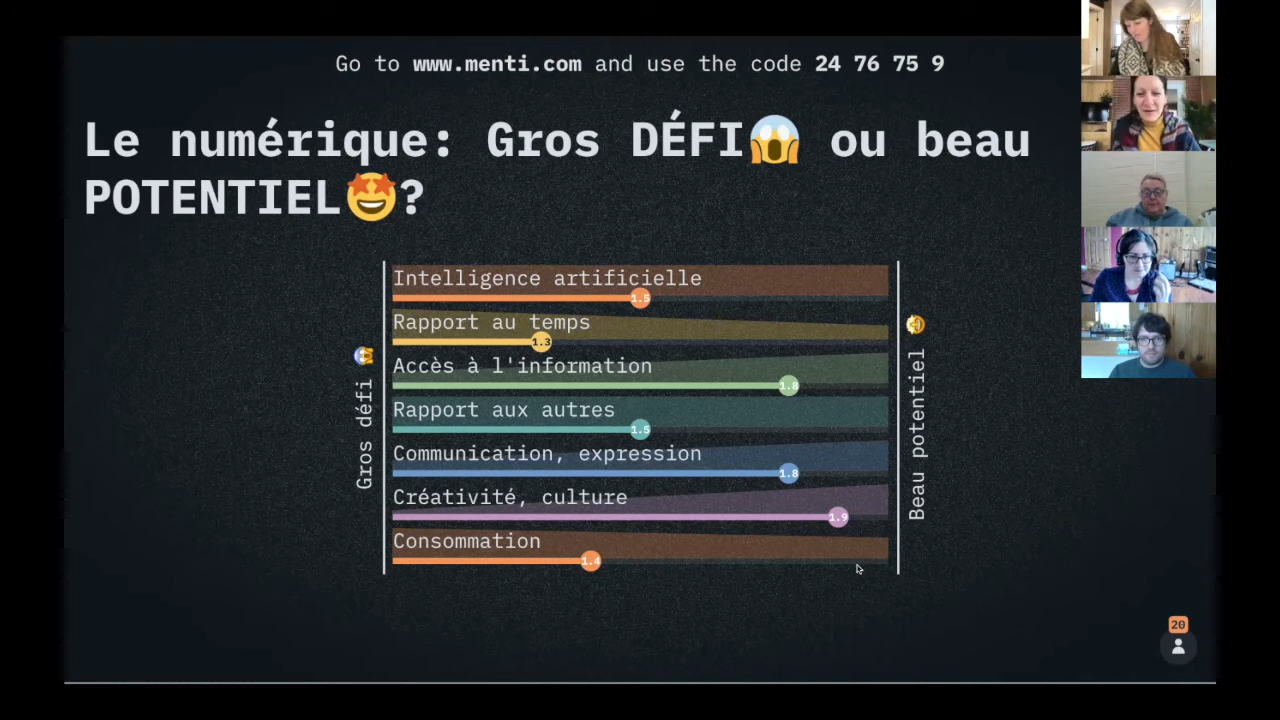 Go to www.menti.com and use the code 24 76 75 9
Le numérique: Gros DÉFI😱 ou beau
POTENTIEL🤩?
Intelligence artificielle
1.5
Rapport au temps
1.3
Accès à l'information
1.8
Rapport aux autres
1.5
Communication, expression
1.8
Créativité, culture
1.9
Consommation
1.4
Gros défi
Beau potentiel
20